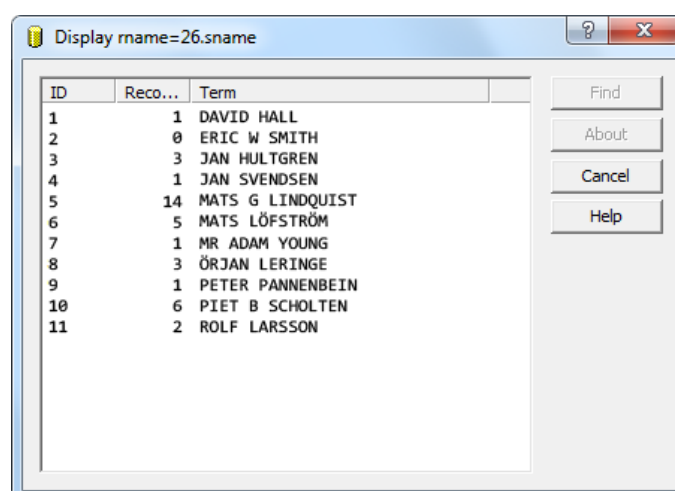 Display rname=26.sname
ID Reco... Term
1 1 DAVID HALL
2 0 ERIC W SMITH
3 3 JAN HULTGREN
4 1 JAN SVENDSEN
5 14 MATS G LINDQUIST
6 5 MATS LÖFSTRÖM
7 1 MR ADAM YOUNG
8 3 ÖRJAN LERINGE
9 1 PETER PANNENBEIN
10 6 PIET B SCHOLTEN
11 2 ROLF LARSSON
Find
About
Cancel
Help